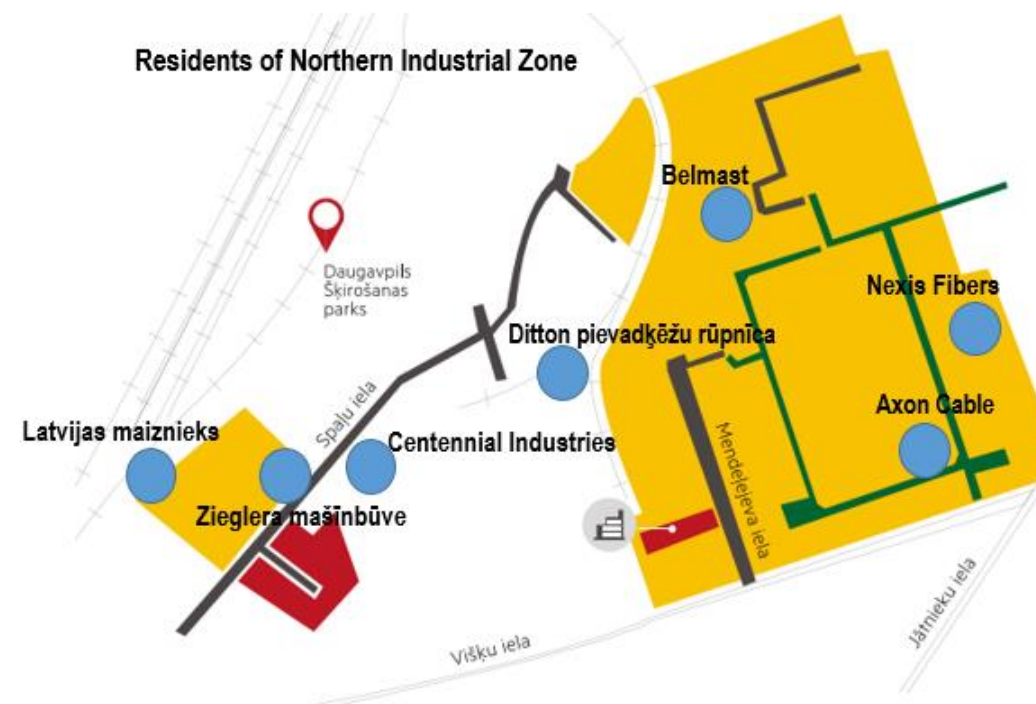 Residents of Northern Industrial Zone
Belmast
Daugavpils
Šķirošanas
parks
Nexis Fibers
Ditton pievadķēžu rūpnīca
Spaļu iela
Axon Cable
Latvijas maiznieks
Centennial Industries
Zieglera mašīnbūve
Mendeļejeva iela
Višķu iela
Jātnieku iela